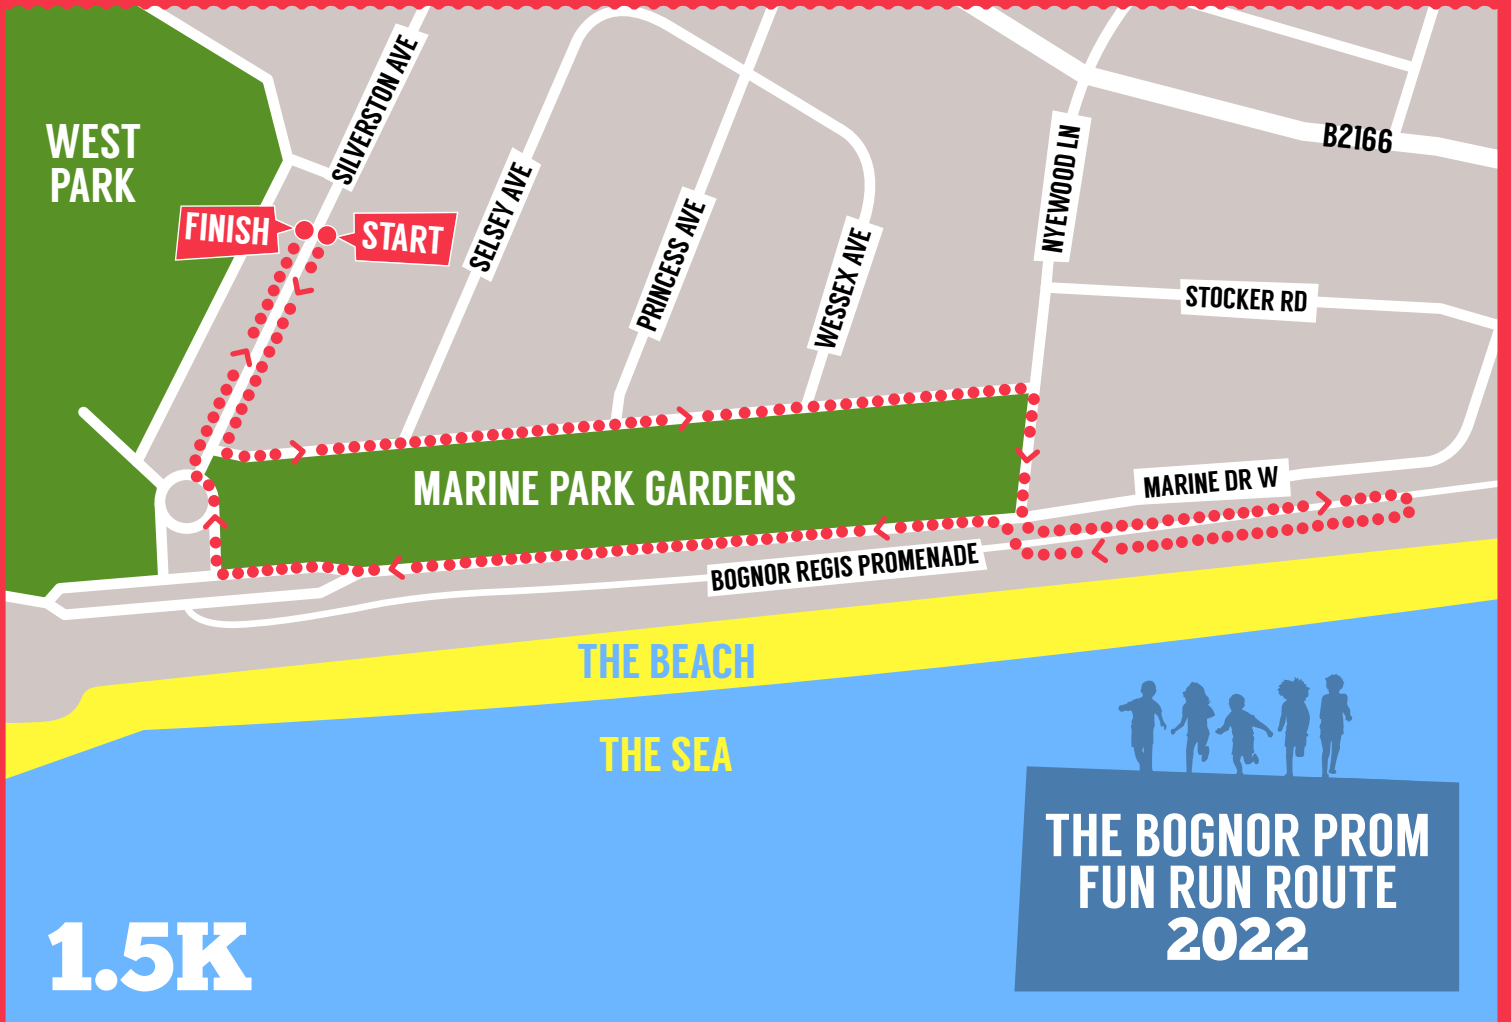 SILVERSTON AVE
WEST
PARK
B2166
NYEWOOD LN
SELSEY AVE
PRINCESS AVE
FINISH
START
WESSEX AVE
STOCKER RD
MARINE PARK GARDENS
MARINE DR W
BOGNOR REGIS PROMENADE
THE BEACH
THE SEA
THE BOGNOR PROM
FUN RUN ROUTE
2022
1.5K